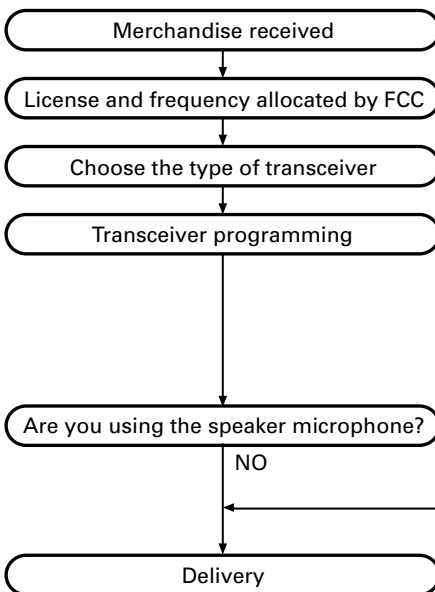 Merchandise received
License and frequency allocated by FCC
Choose the type of transceiver
Transceiver programming
Are you using the speaker microphone?
NO
Delivery